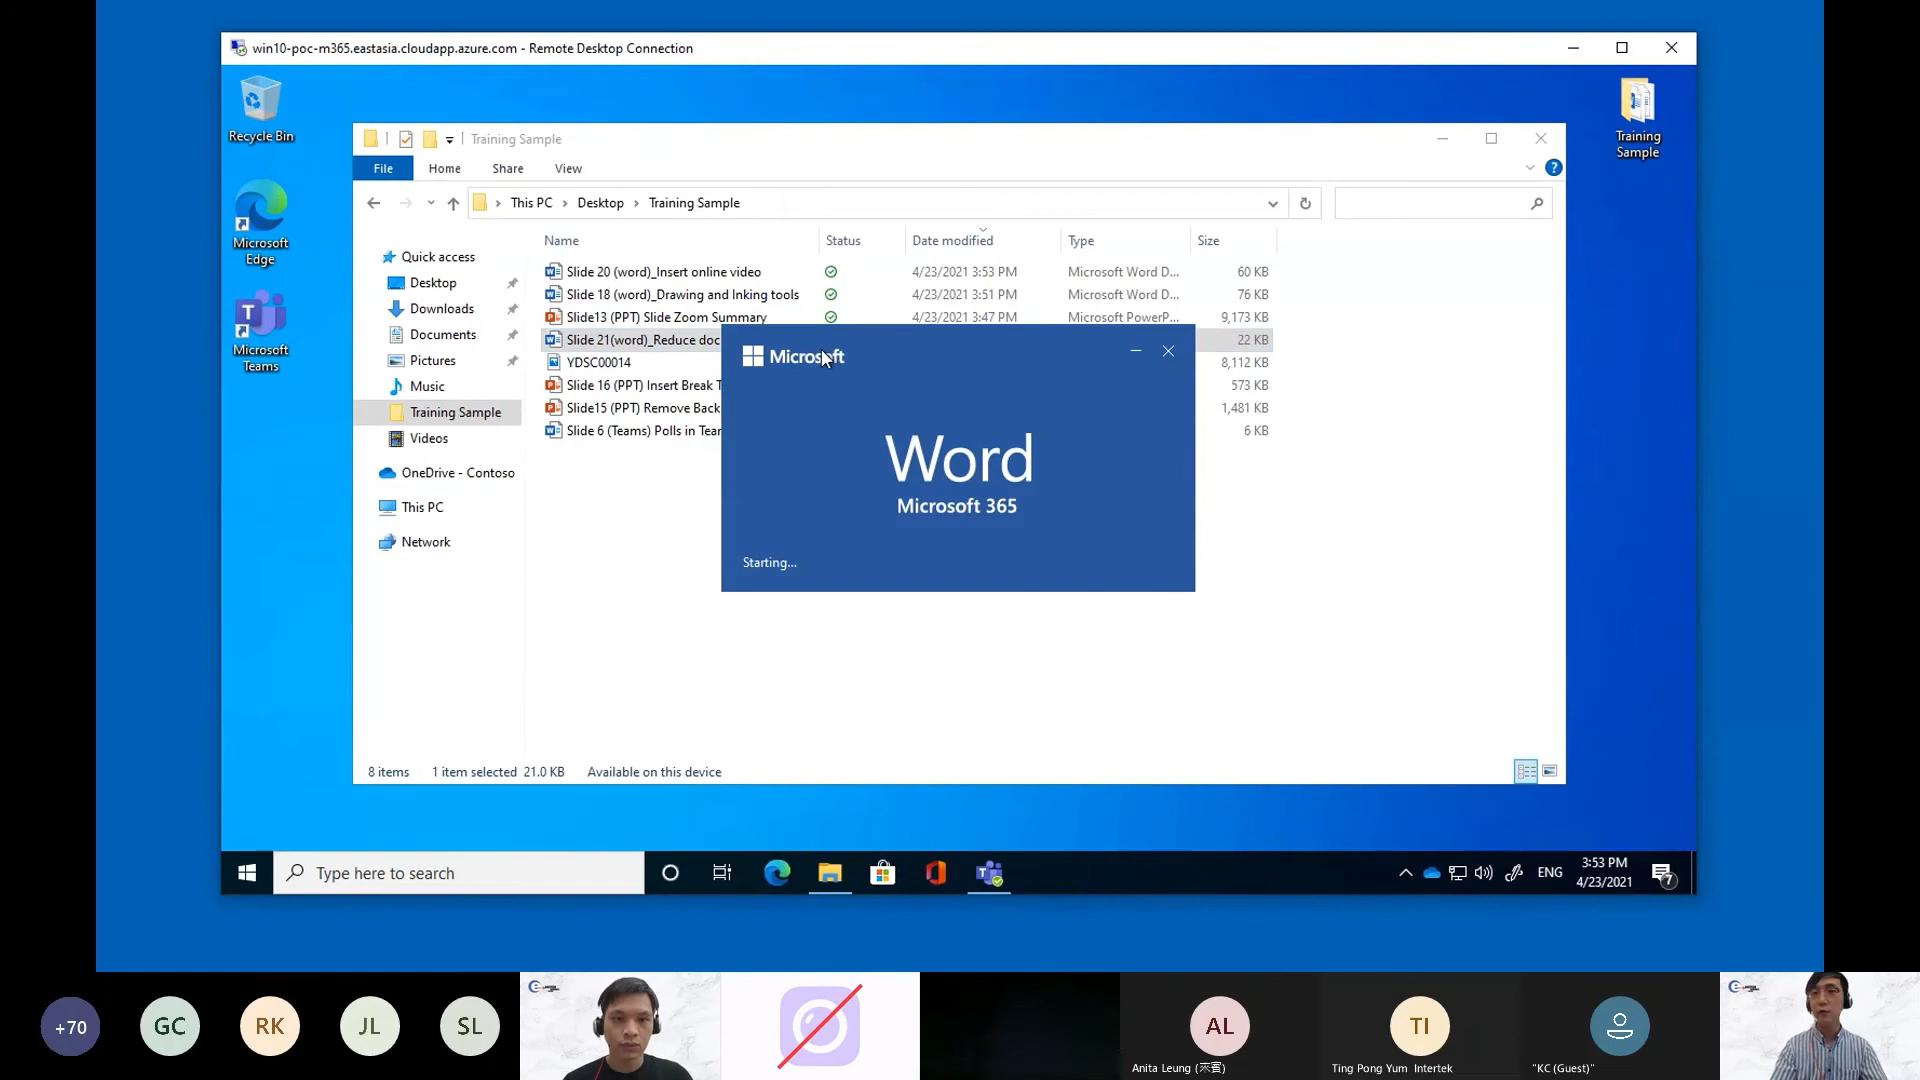 win10-poc-m365.eastasia.cloudapp.azure.com - Remote Desktop Connection
Recycle Bin
Microsoft Edge
Microsoft Teams
Training Sample
Training Sample
File Home Share View
This PC > Desktop > Training Sample
Name Status Date modified Type Size
Quick access
Desktop
Downloads
Documents
Pictures
Music
Training Sample
Videos
OneDrive - Contoso
This PC
Network
Slide 20 (word)_Insert online video 4/23/2021 3:53 PM Microsoft Word D... 60 KB
Slide 18 (word)_Drawing and Inking tools 4/23/2021 3:51 PM Microsoft Word D... 76 KB
Slide13 (PPT) Slide Zoom Summary 4/23/2021 3:47 PM Microsoft PowerP... 9,173 KB
Slide 21(word)_Reduce doc 22 KB
YDSC00014 8,112 KB
Slide 16 (PPT) Insert Break T 573 KB
Slide15 (PPT) Remove Back 1,481 KB
Slide 6 (Teams) Polls in Tear 6 KB
Microsoft
Word
Microsoft 365
Starting...
8 items 1 item selected 21.0 KB Available on this device
Type here to search
ENG
3:53 PM
4/23/2021
7
+70
GC
RK
JL
SL
AL
TI
Anita Leung (來賓)
Ting Pong Yum Intertek
"KC (Guest)"